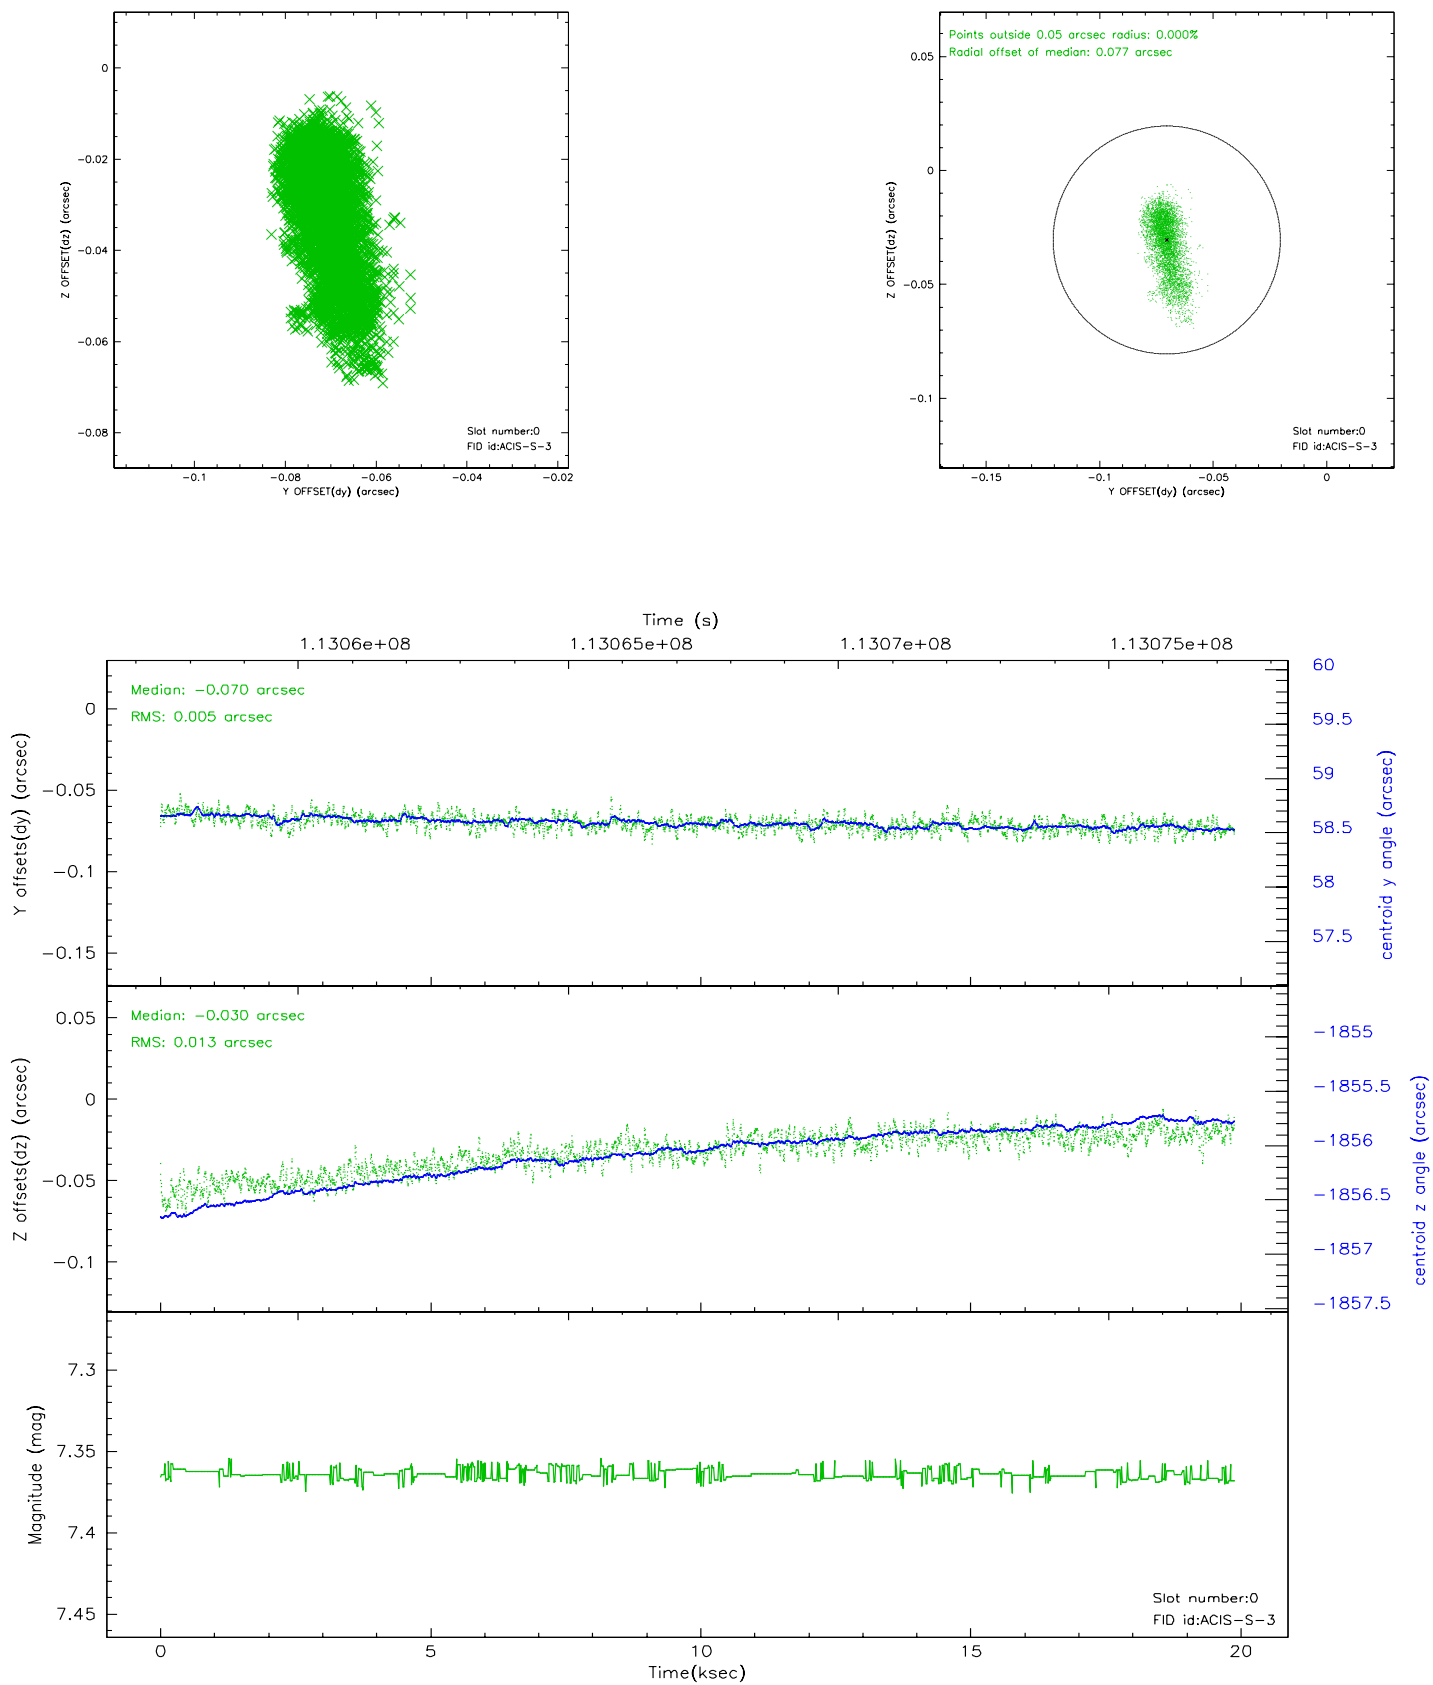 0
−0.02
−0.04
−0.06
−0.08
Z OFFSET(dz) (arcsec)
Slot number:0
FID id:ACIS−S−3
−0.1
−0.08
−0.06
−0.04
−0.02
Y OFFSET(dy) (arcsec)
Points outside 0.05 arcsec radius: 0.000%
Radial offset of median: 0.077 arcsec
0.05
0
−0.05
−0.1
Z OFFSET(dz) (arcsec)
Slot number:0
FID id:ACIS−S−3
−0.15
−0.1
−0.05
0
Y OFFSET(dy) (arcsec)
Time (s)
1.1306e+08
1.13065e+08
1.1307e+08
1.13075e+08
Median: −0.070 arcsec
RMS: 0.005 arcsec
0
−0.05
−0.1
−0.15
Y offsets(dy) (arcsec)
60
59.5
59
58.5
58
57.5
centroid y angle (arcsec)
Median: −0.030 arcsec
RMS: 0.013 arcsec
0.05
0
−0.05
−0.1
Z offsets(dz) (arcsec)
−1855
−1855.5
−1856
−1856.5
−1857
−1857.5
centroid z angle (arcsec)
7.3
7.35
7.4
7.45
Magnitude (mag)
Slot number:0
FID id:ACIS−S−3
0
5
10
15
20
Time(ksec)